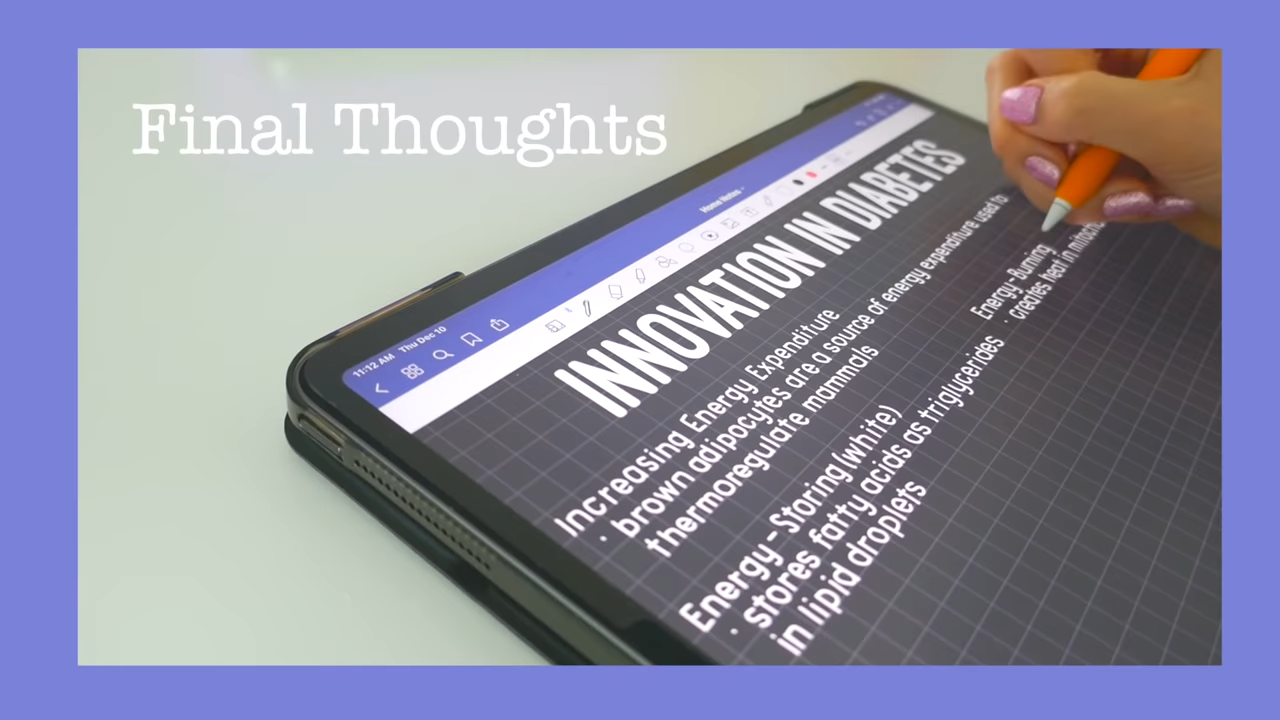 Final Thoughts
11:12 AM Thu Dec 10
Home Notes
INNOVATION IN DIABETES
Increasing Energy Expenditure
· brown adipocytes are a source of energy expenditure used to
thermoregulate mammals
Energy-Storing (white)
· stores fatty acids as triglycerides
in lipid droplets
Energy-Burning
· creates heat in